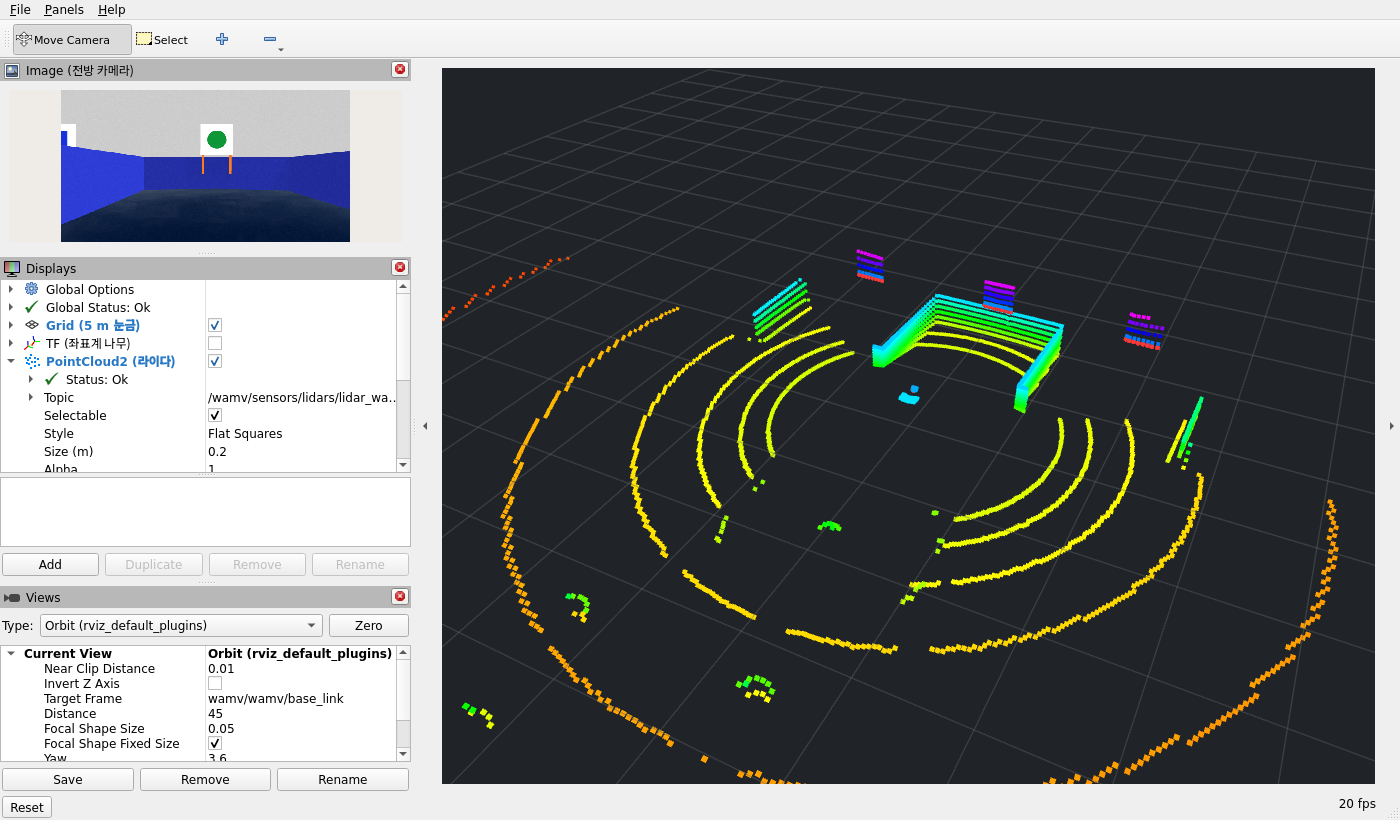 File Panels Help
Move Camera Select
Image (전방 카메라)
Displays
Global Options
Global Status: Ok
Grid (5 m 눈금)
TF (좌표계 나무)
PointCloud2 (라이다)
Status: Ok
Topic /wamv/sensors/lidars/lidar_wa...
Selectable
Style Flat Squares
Size (m) 0.2
Alpha 1
Add Duplicate Remove Rename
Views
Type: Orbit (rviz_default_plugins) Zero
Current View Orbit (rviz_default_plugins)
Near Clip Distance 0.01
Invert Z Axis
Target Frame wamv/wamv/base_link
Distance 45
Focal Shape Size 0.05
Focal Shape Fixed Size
Yaw 3.6
Save Remove Rename
Reset
20 fps